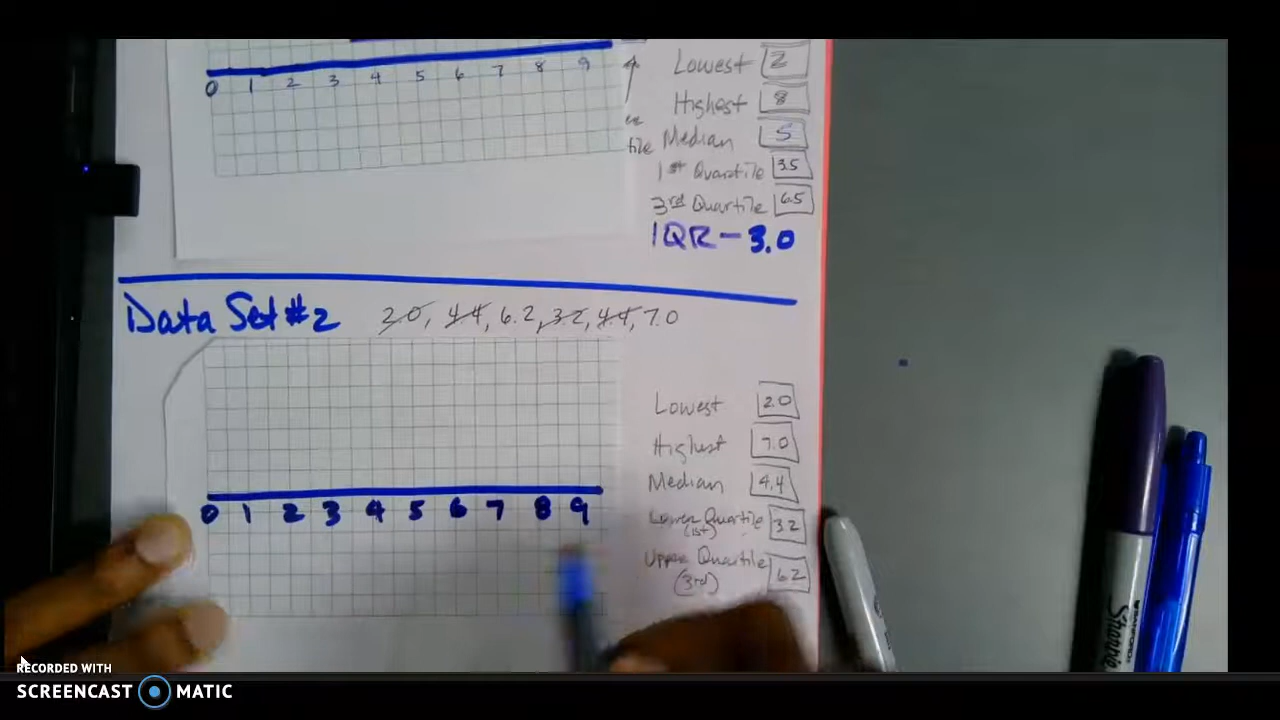 0 1 2 3 4 5 6 7 8 9
tile
Lowest 2
Highest 8
Median 5
1st Quartile 3.5
3rd Quartile 6.5
IQR - 3.0
Data Set #2 2.0, 4.4, 6.2, 3.2, 4.4, 7.0
0 1 2 3 4 5 6 7 8 9
Lowest 2.0
Highest 7.0
Median 4.4
Lower Quartile 3.2
(1st)
Upper Quartile 6.2
(3rd)
Sharpie
RECORDED WITH
SCREENCAST MATIC